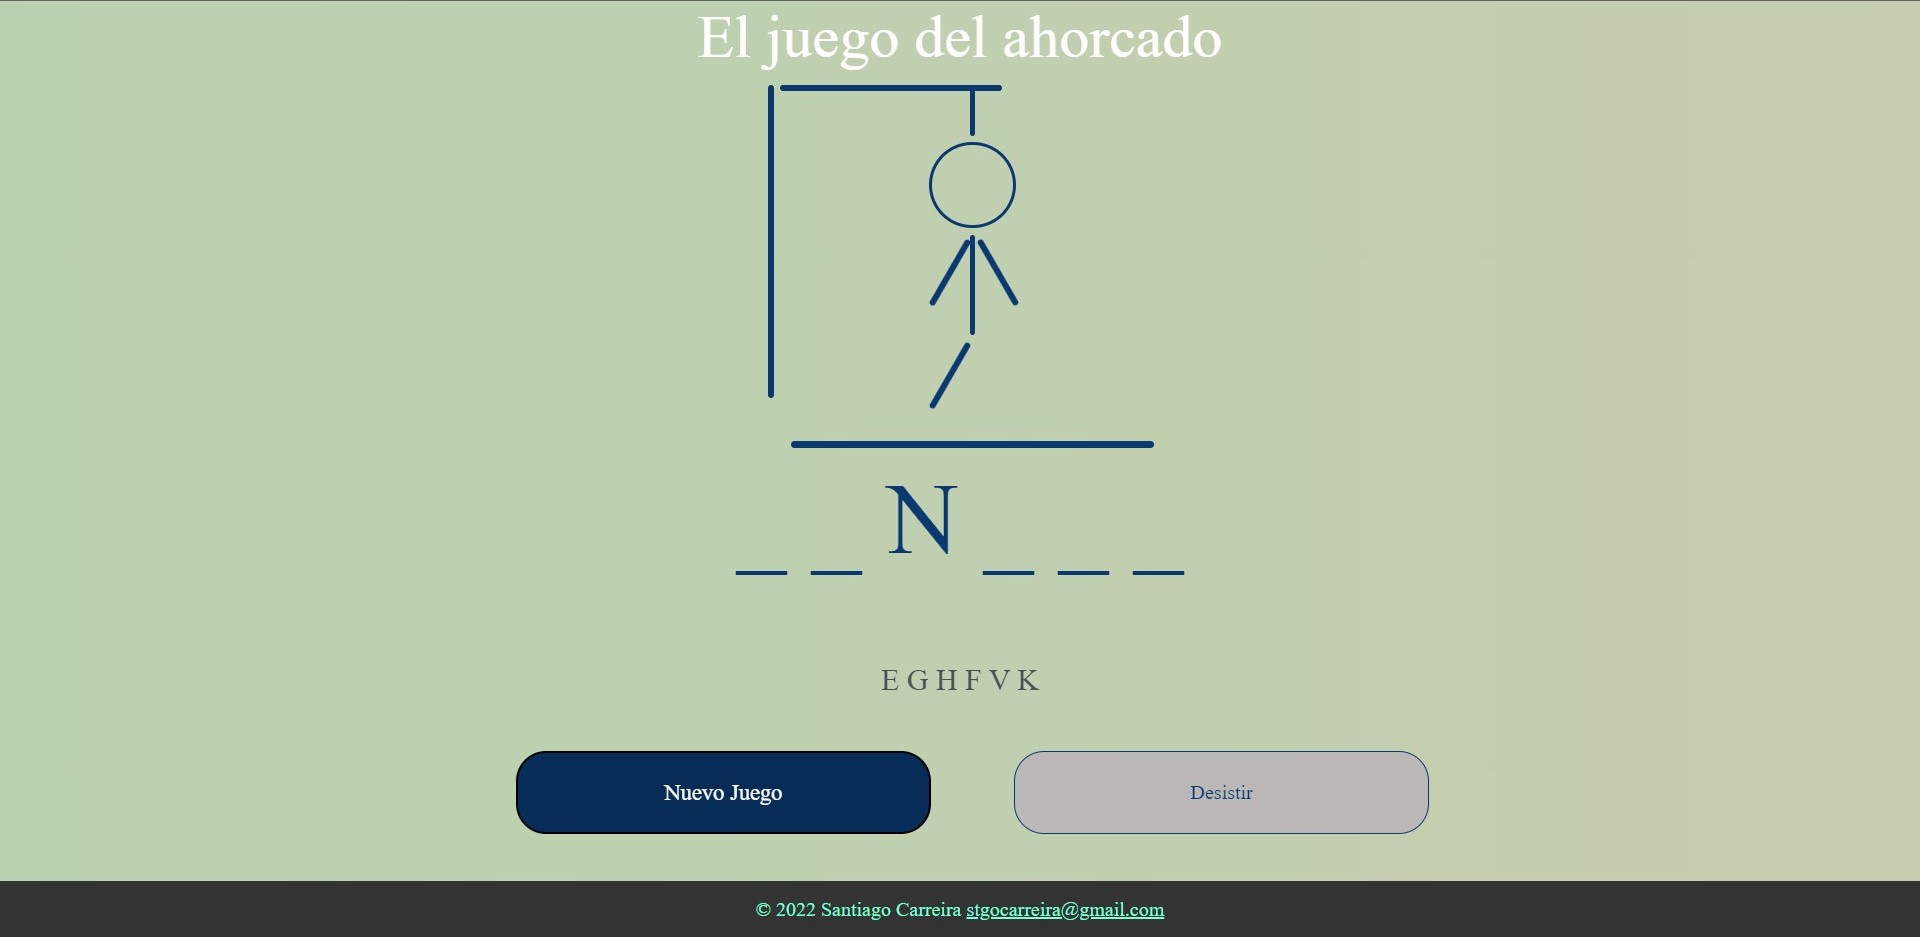 El juego del ahorcado
N
E G H F V K
Nuevo Juego
Desistir
© 2022 Santiago Carreira stgocarreira@gmail.com